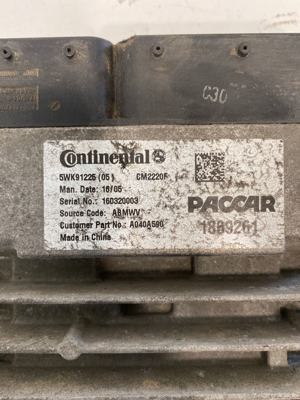 C30
Continental
5WK91225 (05) CM2220F
Man. Date: 16/05
Serial No.: 160320003
Source Code: ABMWV
Customer Part No.: A040A590
Made in China
PACCAR